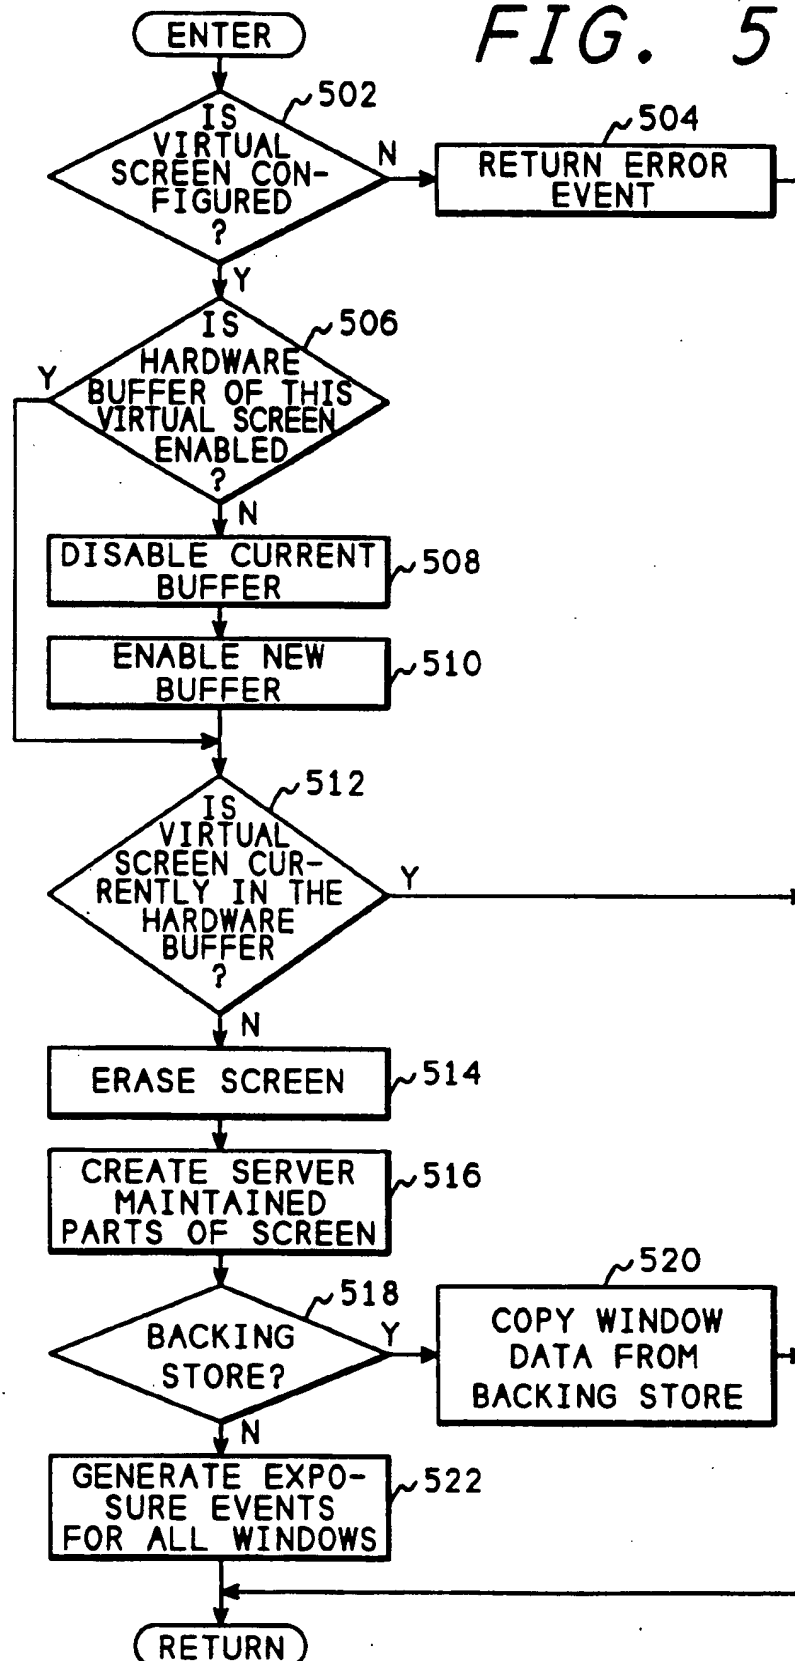 FIG. 5
ENTER
502
IS
VIRTUAL
SCREEN CON-
FIGURED
?
N
504
RETURN ERROR
EVENT
Y
506
IS
HARDWARE
BUFFER OF THIS
VIRTUAL SCREEN
ENABLED
?
Y
N
DISABLE CURRENT
BUFFER
508
ENABLE NEW
BUFFER
510
512
IS
VIRTUAL
SCREEN CUR-
RENTLY IN THE
HARDWARE
BUFFER
?
Y
N
ERASE SCREEN
514
CREATE SERVER
MAINTAINED
PARTS OF SCREEN
516
518
BACKING
STORE?
Y
520
COPY WINDOW
DATA FROM
BACKING STORE
N
GENERATE EXPO-
SURE EVENTS
FOR ALL WINDOWS
522
RETURN